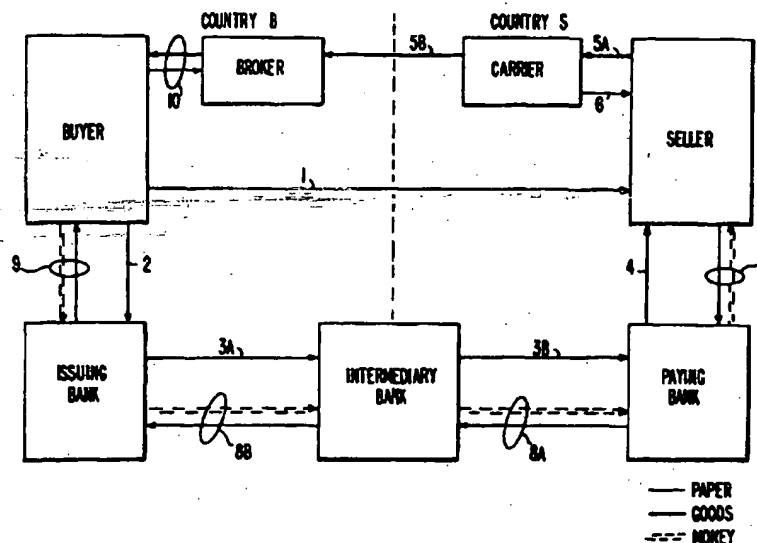 COUNTRY B
COUNTRY S
BUYER
BROKER
CARRIER
SELLER
5B
5A
10
6
1
9
2
4
ISSUING
BANK
INTERMEDIARY
BANK
PAYING
BANK
3A
3B
8B
8A
PAPER
GOODS
MONEY